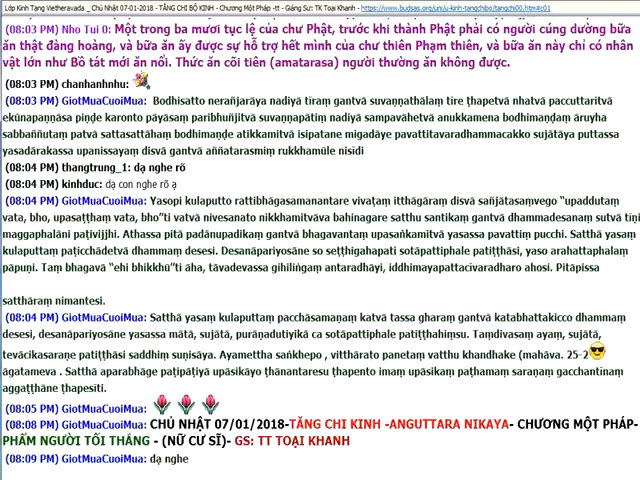 Lớp Kinh Tạng Vietheravada _ Chủ Nhật 07-01-2018 - TĂNG CHI BỘ KINH - Chương Một Pháp -tt - Giảng Sư: TK Toại Khanh - https://www.budsas.org/uni/u-kinh-tangchibo/tangchi00.htm#c01
(08:03 PM) Nho Tui 0: Một trong ba mươi tục lệ của chư Phật, trước khi thành Phật phải có người cúng dường bữa
ăn thật đàng hoàng, và bữa ăn ấy được sự hỗ trợ hết mình của chư thiên Phạm thiên, và bữa ăn này chỉ có nhân
vật lớn như Bồ tát mới ăn nổi. Thức ăn cõi tiên (amatarasa) người thường ăn không được.
(08:03 PM) chanhanhnhu:
(08:03 PM) GiotMuaCuoiMua: Bodhisatto nerañjarāya nadiyā tīraṃ gantvā suvaṇṇathālaṃ tīre ṭhapetvā nhatvā paccuttaritvā
ekūnapaṇṇāsa piṇḍe karonto pāyāsaṃ paribhuñjitvā suvaṇṇapātiṃ nadiyā sampavāhetvā anukkamena bodhimaṇḍaṃ āruyha
sabbaññutaṃ patvā sattasattāhaṃ bodhimaṇḍe atikkamitvā isipatane migadāye pavattitavaradhammacakko sujātāya puttassa
yasadārakassa upanissayaṃ disvā gantvā aññatarasmiṃ rukkhamūle nisīdi
(08:04 PM) thangtrung_1: dạ nghe rõ
(08:04 PM) kinhduc: dạ con nghe rõ ạ
(08:04 PM) GiotMuaCuoiMua: Yasopi kulaputto rattibhāgasamanantare vivaṭaṃ itthāgāraṃ disvā sañjātasaṃvego “upaddutaṃ
vata, bho, upasaṭṭhaṃ vata, bho”ti vatvā nivesanato nikkhamitvāva bahinagare satthu santikaṃ gantvā dhammadesanaṃ sutvā tīṇi
maggaphalāni paṭivijjhi. Athassa pitā padānupadikaṃ gantvā bhagavantaṃ upasaṅkamitvā yasassa pavattiṃ pucchi. Satthā yasaṃ
kulaputtaṃ paṭicchādetvā dhammaṃ desesi. Desanāpariyosāne so seṭṭhigahapati sotāpattiphale patiṭṭhāsi, yaso arahattaphalaṃ
pāpuṇi. Taṃ bhagavā “ehi bhikkhū”ti āha, tāvadevassa gihiliṅgaṃ antaradhāyi, iddhimayapattacīvaradharo ahosi. Pitāpissa
satthāraṃ nimantesi.
(08:04 PM) GiotMuaCuoiMua: Satthā yasaṃ kulaputtaṃ pacchāsamaṇaṃ katvā tassa gharaṃ gantvā katabhattakicco dhammaṃ
desesi, desanāpariyosāne yasassa mātā, sujātā, purāṇadutiyikā ca sotāpattiphale patiṭṭhahiṃsu. Taṃdivasaṃ ayaṃ, sujātā,
tevācikasaraṇe patiṭṭhāsi saddhiṃ suṇisāya. Ayamettha saṅkhepo , vitthārato panetaṃ vatthu khandhake (mahāva. 25-2
āgatameva . Satthā aparabhāge paṭipāṭiyā upāsikāyo ṭhānantaresu ṭhapento imaṃ upāsikaṃ paṭhamaṃ saraṇaṃ gacchantīnaṃ
aggaṭṭhāne ṭhapesīti.
(08:05 PM) GiotMuaCuoiMua:
(08:08 PM) GiotMuaCuoiMua: CHỦ NHẬT 07/01/2018-TĂNG CHI KINH -ANGUTTARA NIKAYA- CHƯƠNG MỘT PHÁP-
PHẨM NGƯỜI TỐI THẮNG - (NỮ CƯ SĨ)- GS: TT TOẠI KHANH
(08:09 PM) GiotMuaCuoiMua: dạ nghe